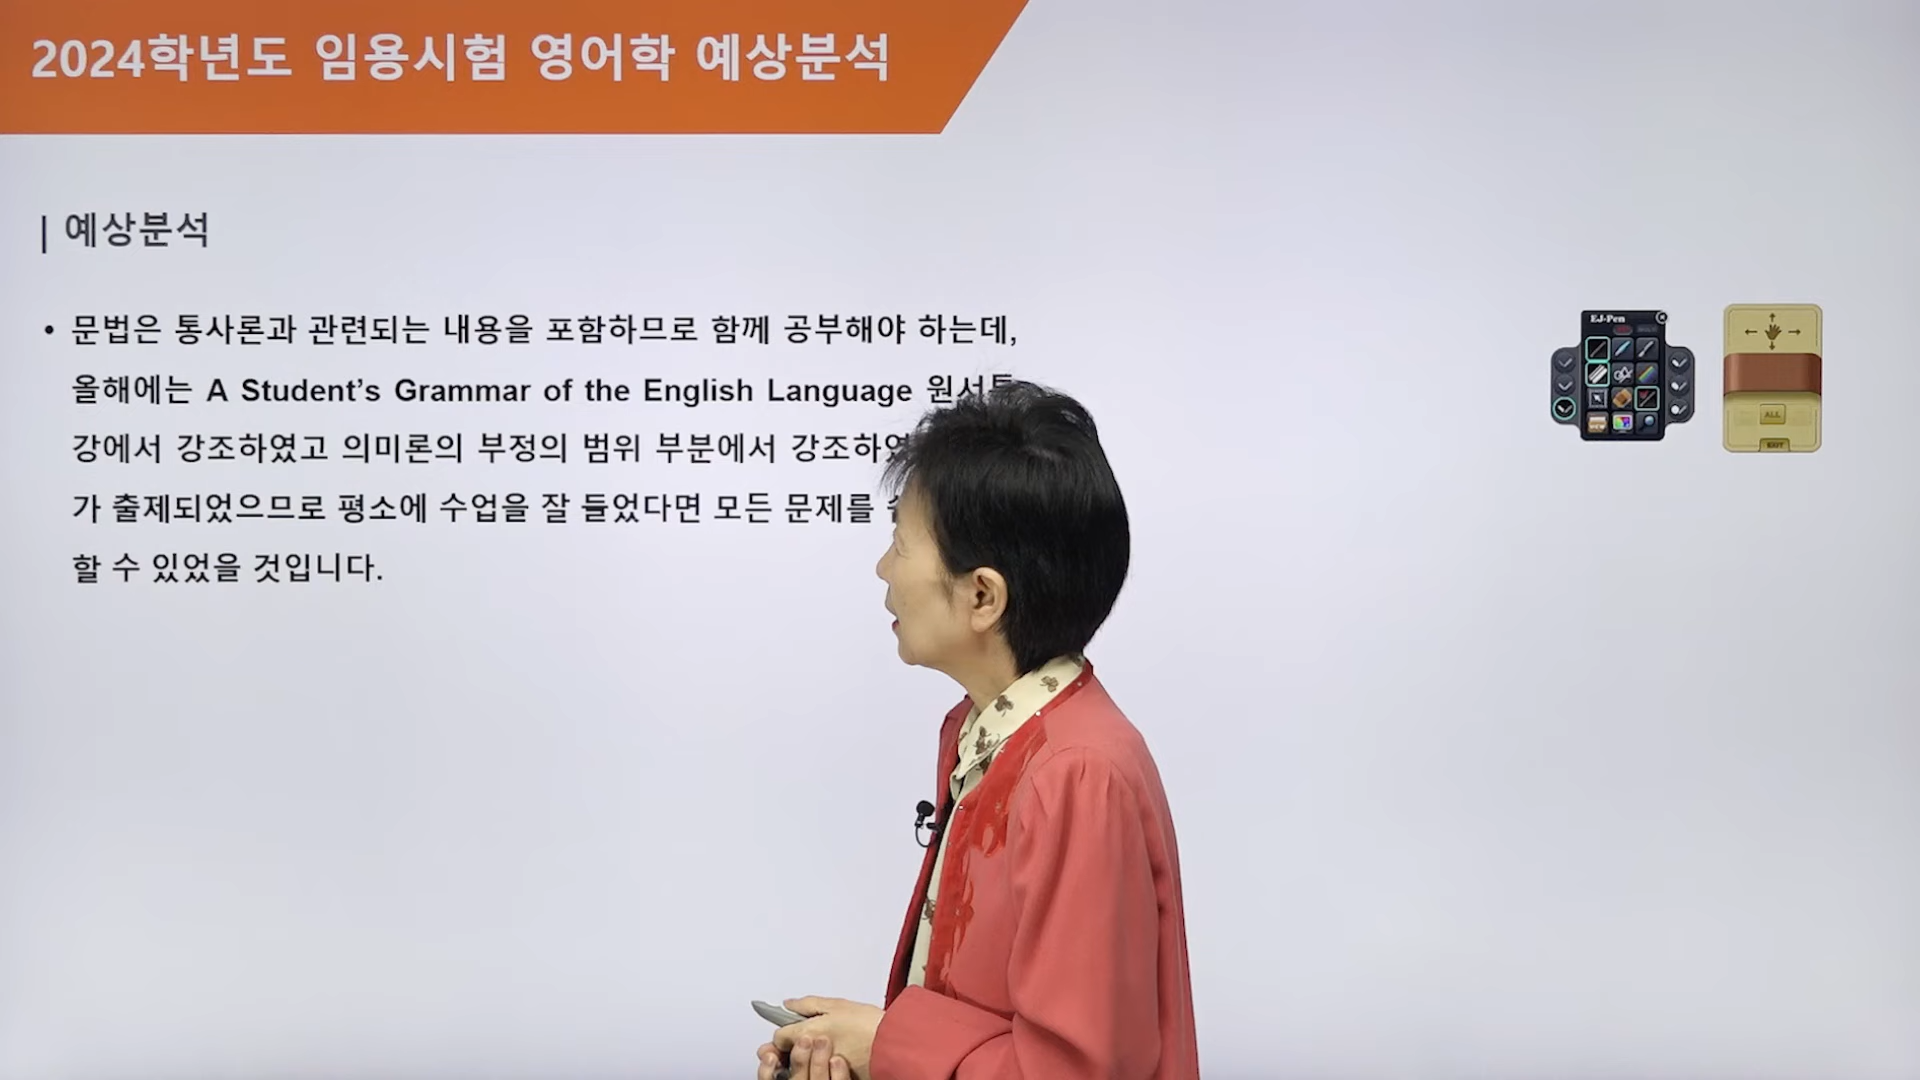 2024학년도 임용시험 영어학 예상분석
| 예상분석
• 문법은 통사론과 관련되는 내용을 포함하므로 함께 공부해야 하는데,
올해에는 A Student’s Grammar of the English Language
강에서 강조하였고 의미론의 부정의 범위 부분에서
가 출제되었으므로 평소에 수업을 잘 들었다면 모든 문제를
할 수 있었을 것입니다.
EJ-Pen
ALL
EXIT